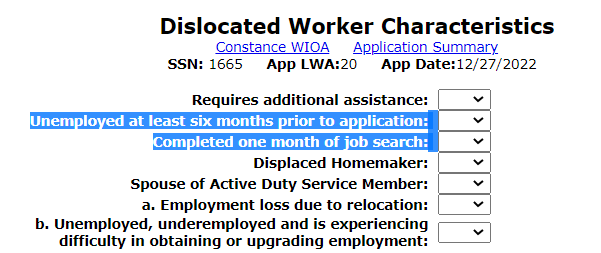 Dislocated Worker Characteristics
Constance WIOA Application Summary
SSN: 1665 App LWA:20 App Date:12/27/2022
Requires additional assistance:
Unemployed at least six months prior to application:
Completed one month of job search:
Displaced Homemaker:
Spouse of Active Duty Service Member:
a. Employment loss due to relocation:
b. Unemployed, underemployed and is experiencing
difficulty in obtaining or upgrading employment: